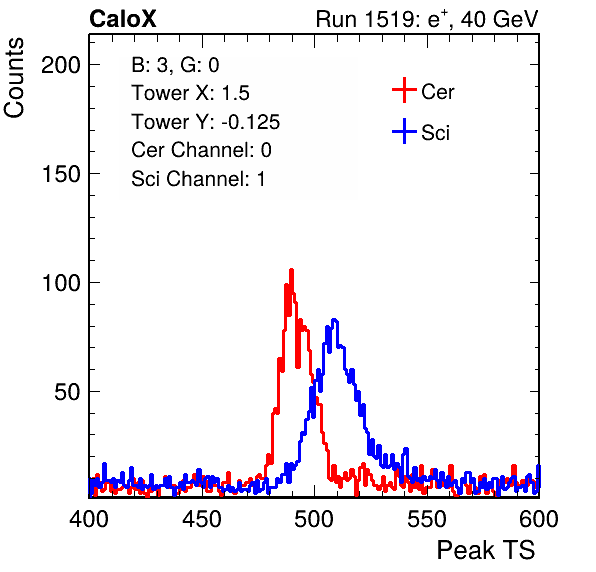 CaloX Run 1519: e+, 40 GeV
Counts
200
150
100
50
B: 3, G: 0
Tower X: 1.5
Tower Y: -0.125
Cer Channel: 0
Sci Channel: 1
Cer
Sci
400 450 500 550 600
Peak TS